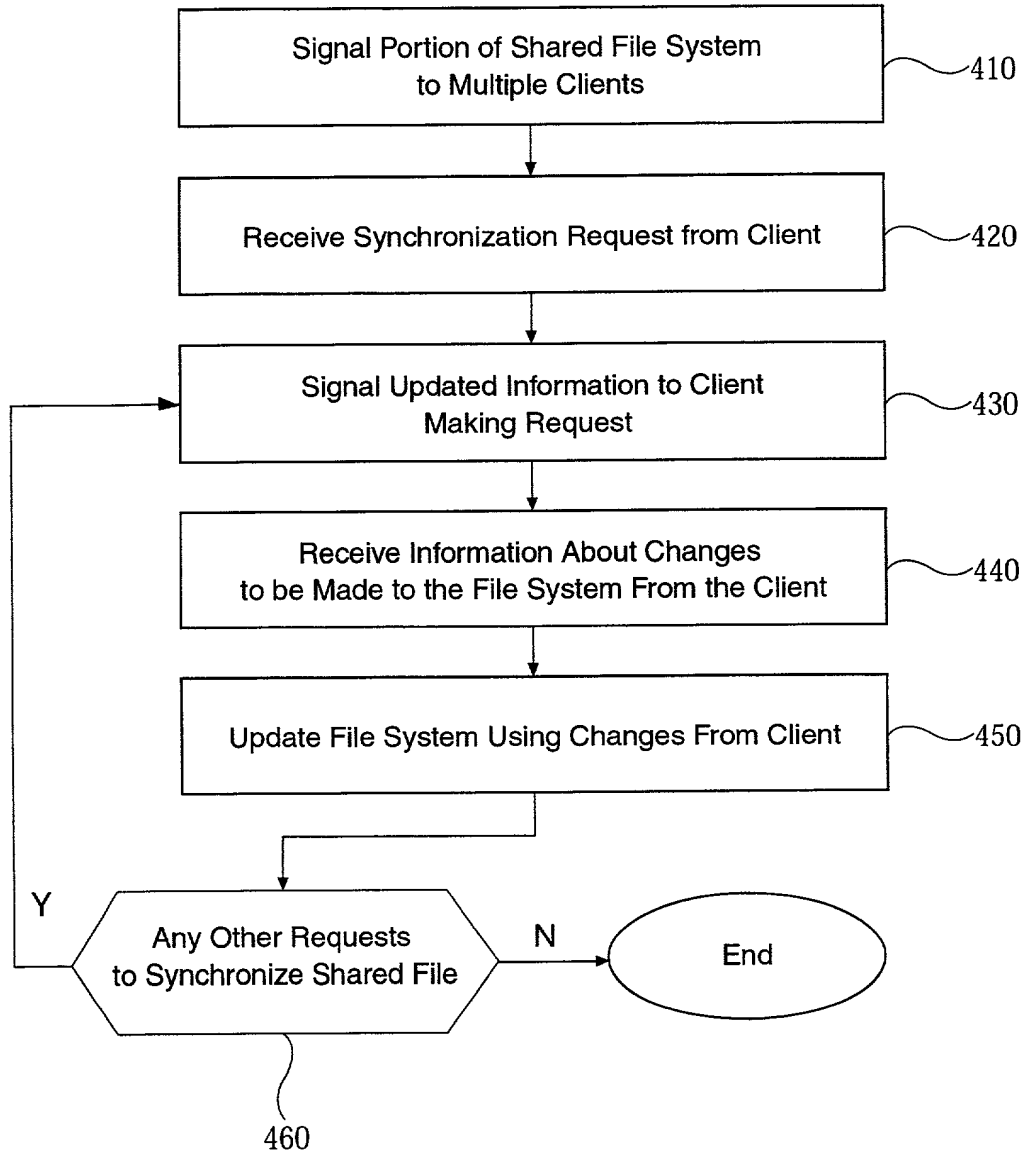 Signal Portion of Shared File System
to Multiple Clients
410
Receive Synchronization Request from Client
420
Signal Updated Information to Client
Making Request
430
Receive Information About Changes
to be Made to the File System From the Client
440
Update File System Using Changes From Client
450
Y
Any Other Requests
to Synchronize Shared File
N
End
460